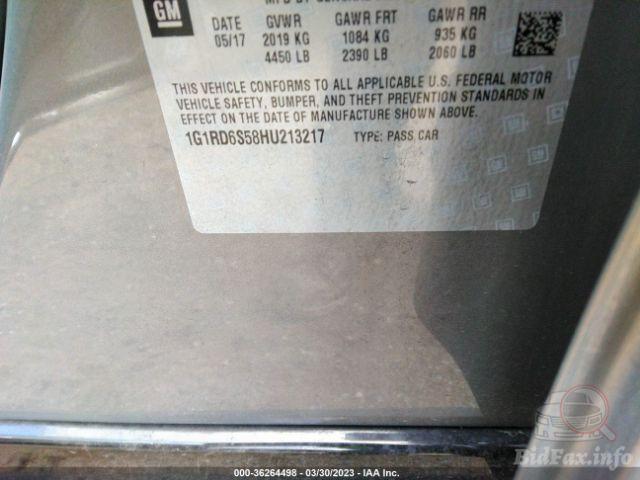 GM
DATE GVWR GAWR FRT GAWR RR
05/17 2019 KG 1084 KG 935 KG
4450 LB 2390 LB 2060 LB
THIS VEHICLE CONFORMS TO ALL APPLICABLE U.S. FEDERAL MOTOR
VEHICLE SAFETY, BUMPER, AND THEFT PREVENTION STANDARDS IN
EFFECT ON THE DATE OF MANUFACTURE SHOWN ABOVE.
1G1RD6S58HU213217 TYPE: PASS CAR
BidFax.info
000-36264498 - 03/30/2023 - IAA Inc.